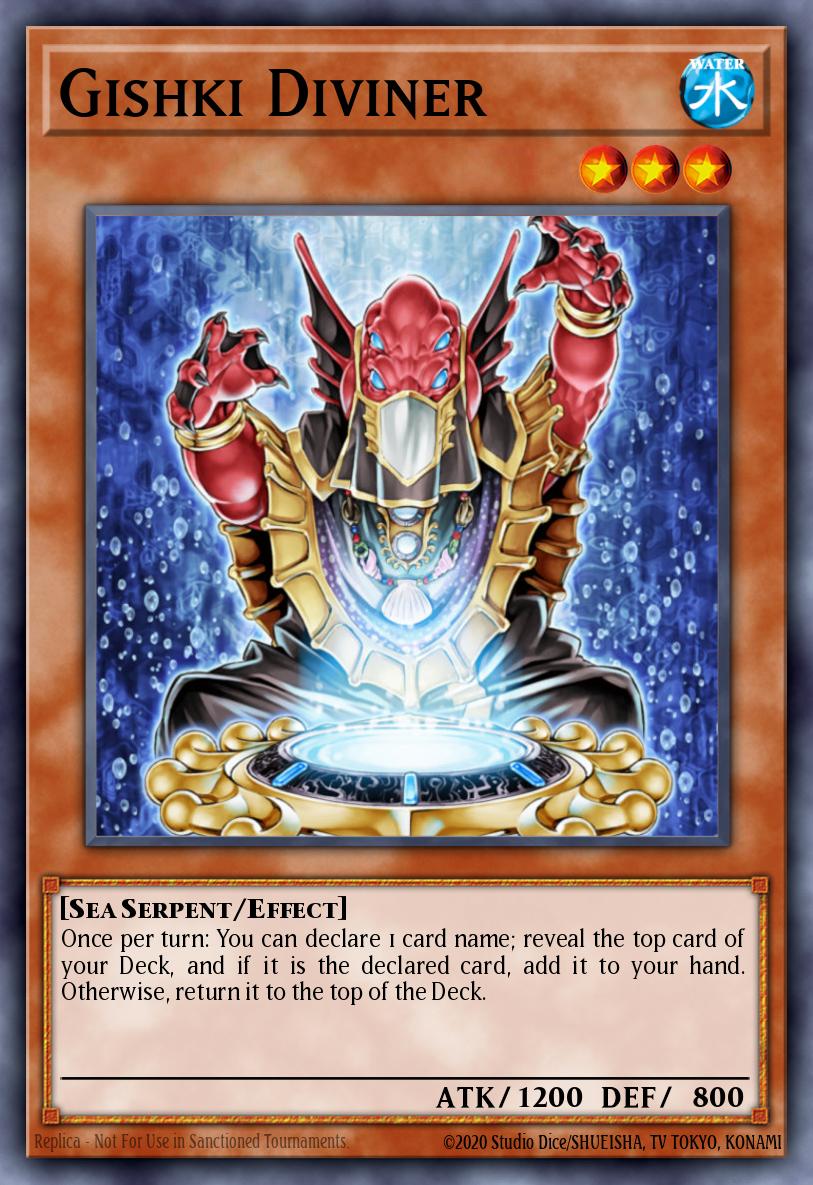 Gishki Diviner
WATER
水
[Sea Serpent/Effect]
Once per turn: You can declare 1 card name; reveal the top card of
your Deck, and if it is the declared card, add it to your hand.
Otherwise, return it to the top of the Deck.
ATK/1200 DEF/ 800
Replica - Not For Use in Sanctioned Tournaments.
©2020 Studio Dice/SHUEISHA, TV TOKYO, KONAMI